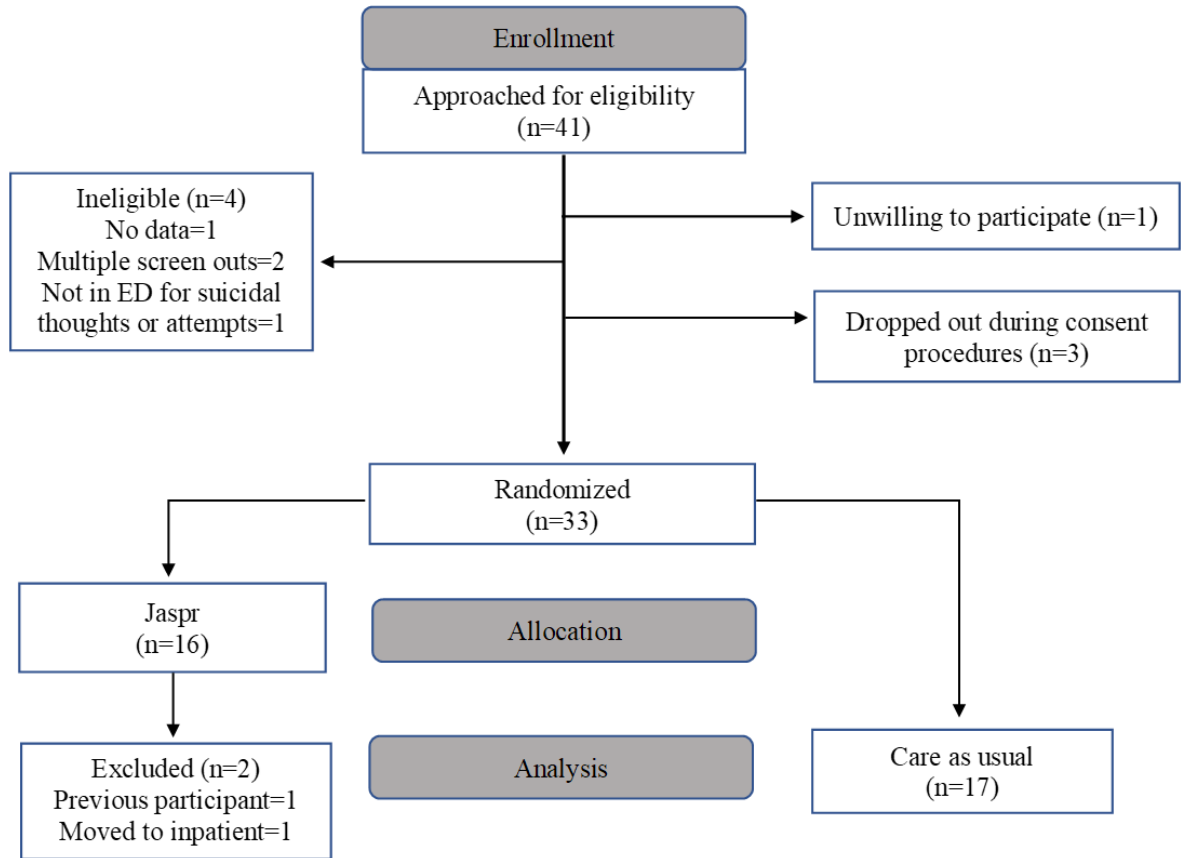 Enrollment
Approached for eligibility
(n=41)
Ineligible (n=4)
No data=1
Multiple screen outs=2
Not in ED for suicidal
thoughts or attempts=1
Unwilling to participate (n=1)
Dropped out during consent
procedures (n=3)
Randomized
(n=33)
Jaspr
(n=16)
Allocation
Excluded (n=2)
Previous participant=1
Moved to inpatient=1
Analysis
Care as usual
(n=17)